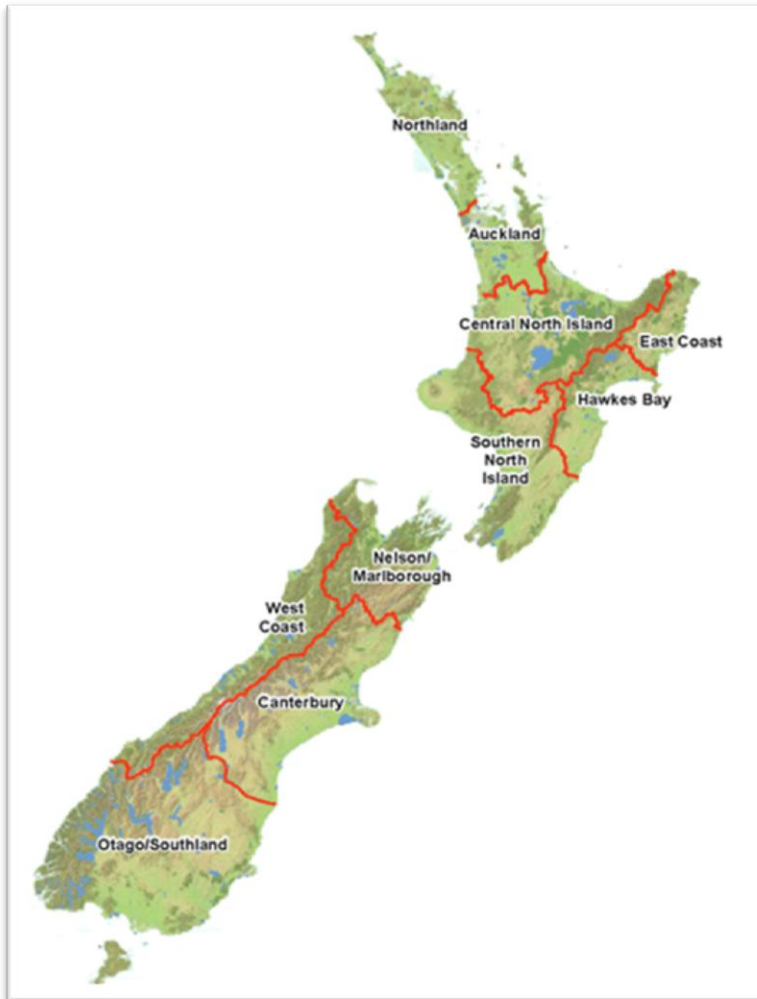 Northland
Auckland
Central North Island
East Coast
Hawkes Bay
Southern
North
Island
Nelson/
Marlborough
West
Coast
Canterbury
Otago/Southland